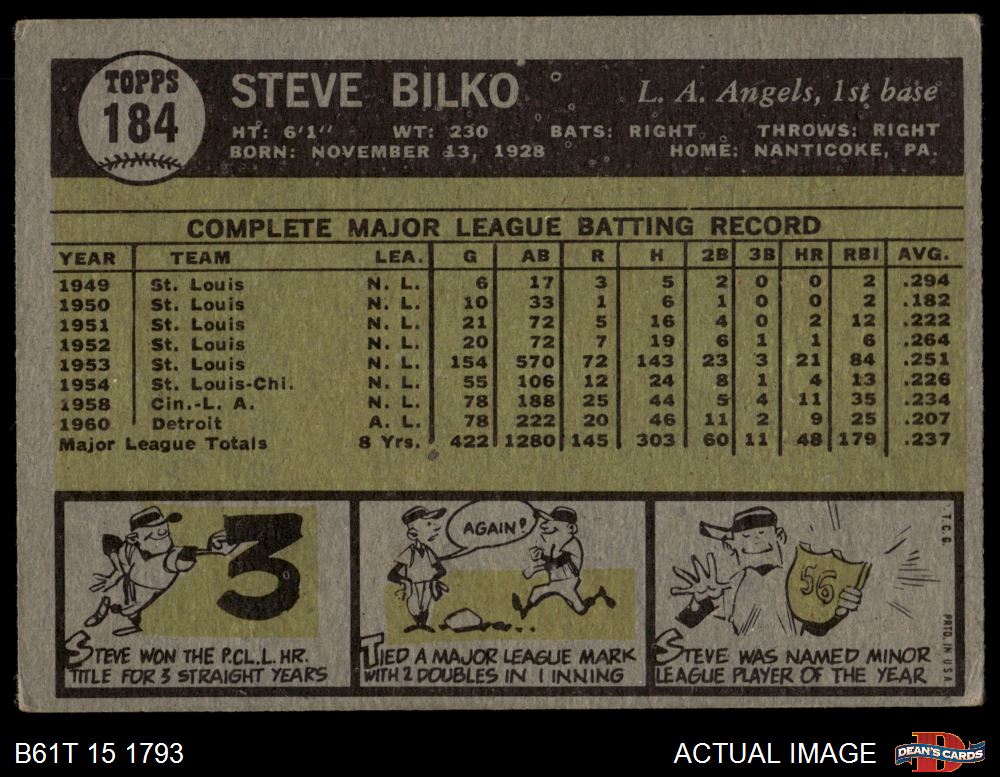 TOPPS
184
STEVE BILKO
L. A. Angels, 1st base
HT: 6'1" WT: 230 BATS: RIGHT THROWS: RIGHT
BORN: NOVEMBER 13, 1928 HOME: NANTICOKE, PA.
COMPLETE MAJOR LEAGUE BATTING RECORD
YEAR TEAM LEA. G AB R H 2B 3B HR RBI AVG.
1949 St. Louis N. L. 6 17 3 5 2 0 0 2 .294
1950 St. Louis N. L. 10 33 1 6 1 0 0 2 .182
1951 St. Louis N. L. 21 72 5 16 4 0 2 12 .222
1952 St. Louis N. L. 20 72 7 19 6 1 1 6 .264
1953 St. Louis N. L. 154 570 72 143 23 3 21 84 .251
1954 St. Louis-Chi. N. L. 55 106 12 24 8 1 4 13 .226
1958 Cin.-L. A. N. L. 78 188 25 44 5 4 11 35 .234
1960 Detroit A. L. 78 222 20 46 11 2 9 25 .207
Major League Totals 8 Yrs. 422 1280 145 303 60 11 48 179 .237
3
STEVE WON THE P.C.L. HR.
TITLE FOR 3 STRAIGHT YEARS
AGAIN?
TIED A MAJOR LEAGUE MARK
WITH 2 DOUBLES IN 1 INNING
56
STEVE WAS NAMED MINOR
LEAGUE PLAYER OF THE YEAR
T.C.G.
PRTD. IN U.S.A.
B61T 15 1793
ACTUAL IMAGE
D
DEAN'S CARDS